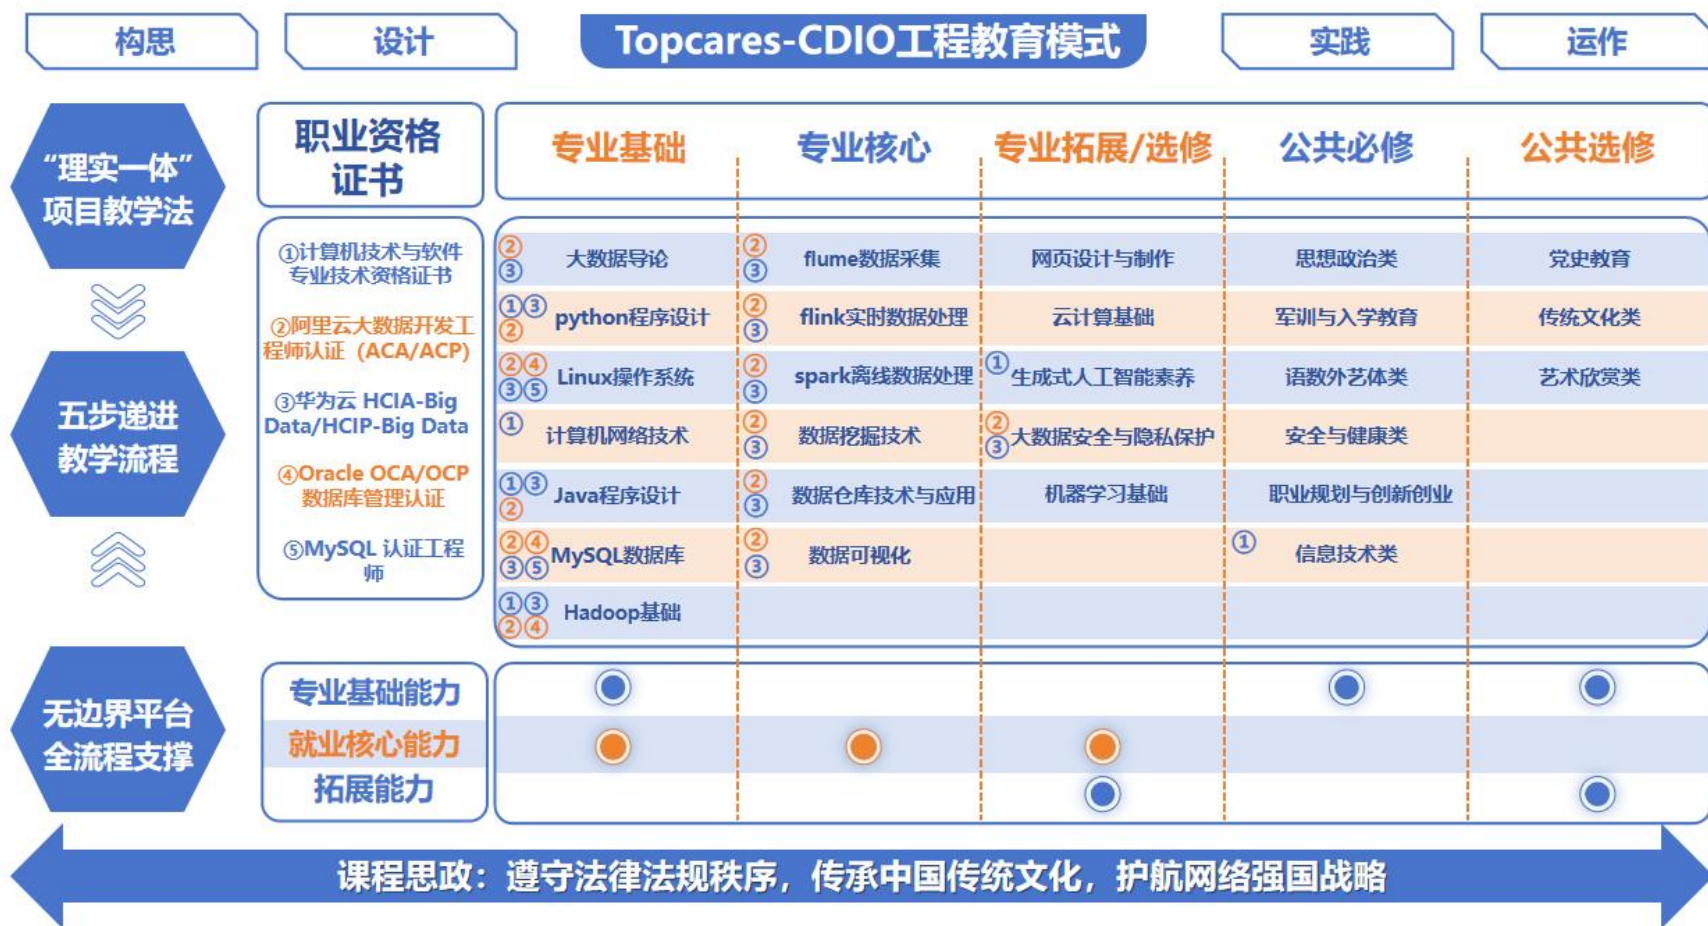 构思
设计
Topcares-CDIO工程教育模式
实践
运作
“理实一体”
项目教学法
五步递进
教学流程
无边界平台
全流程支撑
职业资格
证书
①计算机技术与软件
专业技术资格证书
②阿里云大数据开发工
程师认证（ACA/ACP)
③华为云 HCIA-Big
Data/HCIP-Big Data
④Oracle OCA/OCP
数据库管理认证
⑤MySQL 认证工程
师
专业基础 专业核心 专业拓展/选修 公共必修 公共选修
②③ 大数据导论 ②③ flume数据采集 网页设计与制作 思想政治类 党史教育
①③② python程序设计 ②③ flink实时数据处理 云计算基础 军训与入学教育 传统文化类
②④③⑤ Linux操作系统 ②③ spark离线数据处理 ① 生成式人工智能素养 语数外艺体类 艺术欣赏类
① 计算机网络技术 ②③ 数据挖掘技术 ②③ 大数据安全与隐私保护 安全与健康类
①③② Java程序设计 ②③ 数据仓库技术与应用 机器学习基础 职业规划与创新创业
②④③⑤ MySQL数据库 ②③ 数据可视化 ① 信息技术类
①③②④ Hadoop基础
专业基础能力
就业核心能力
拓展能力
课程思政：遵守法律法规秩序，传承中国传统文化，护航网络强国战略